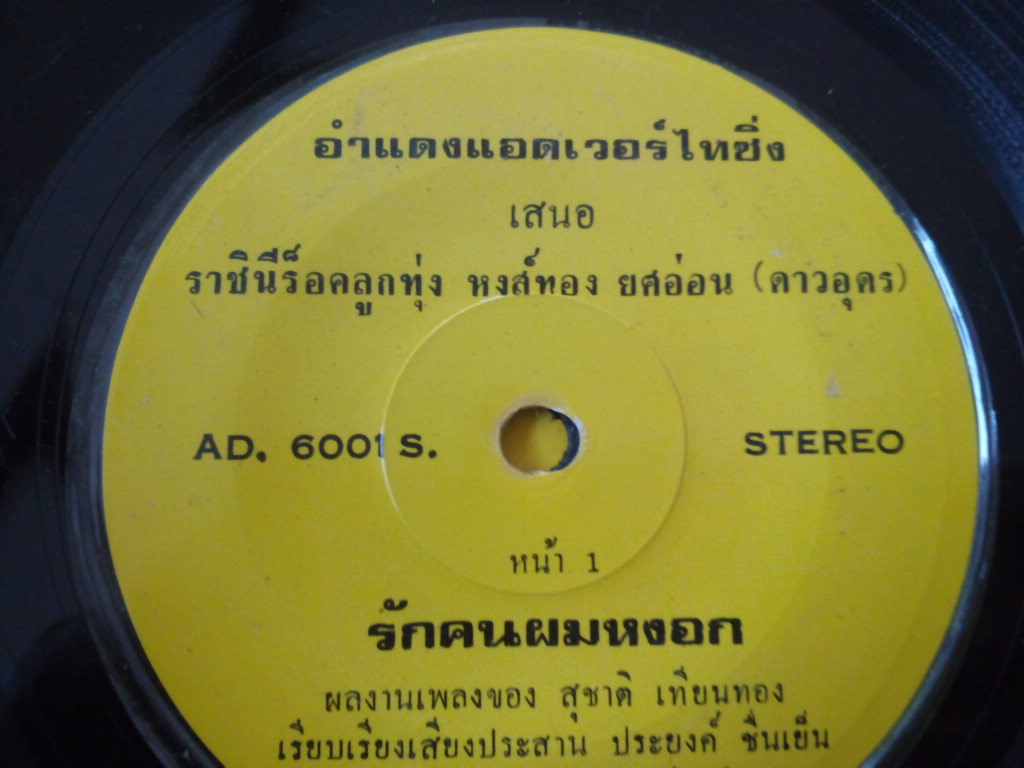 อำแดงแอดเวอร์ไทซิ่ง
เสนอ
ราชินีร็อคลูกทุ่ง หงส์ทอง ยศอ่อน (ดาวอุดร)
AD. 6001 S. STEREO
หน้า 1
รักคนผมหงอก
ผลงานเพลงของ สุชาติ เทียนทอง
เรียบเรียงเสียงประสาน ประยงค์ ชื่นเย็น